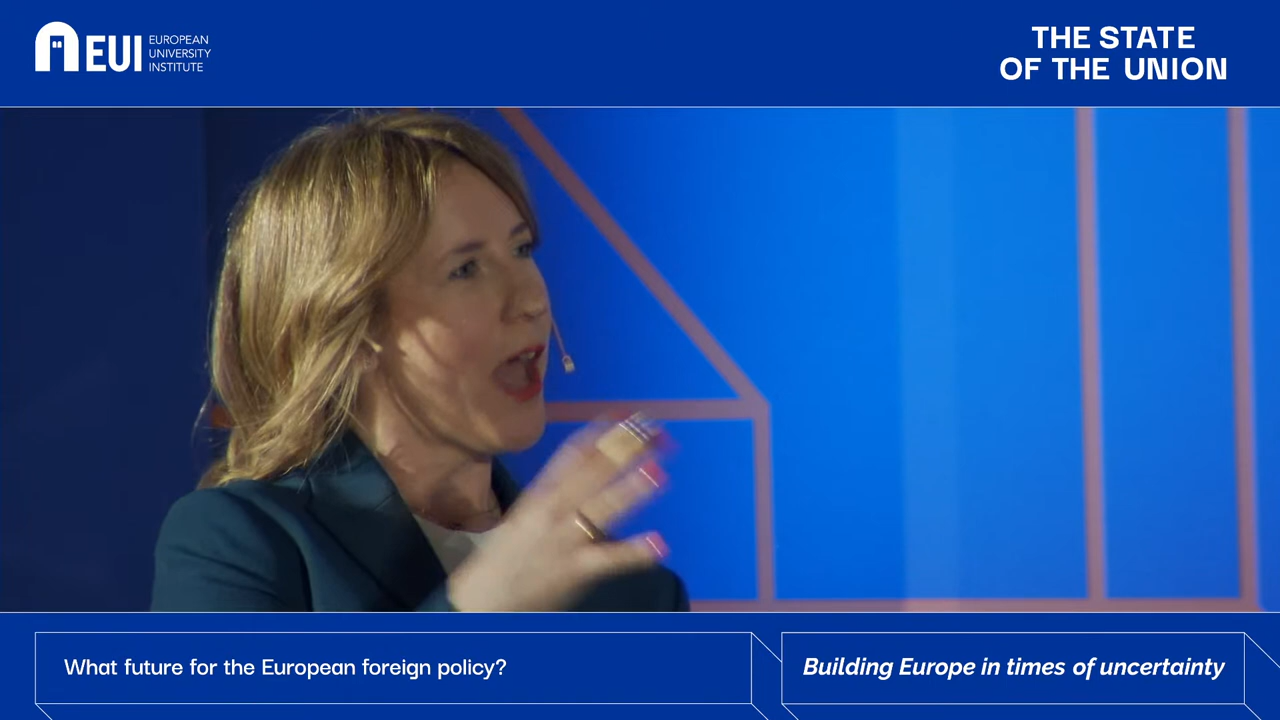 EUI
EUROPEAN
UNIVERSITY
INSTITUTE
THE STATE
OF THE UNION
What future for the European foreign policy?
Building Europe in times of uncertainty